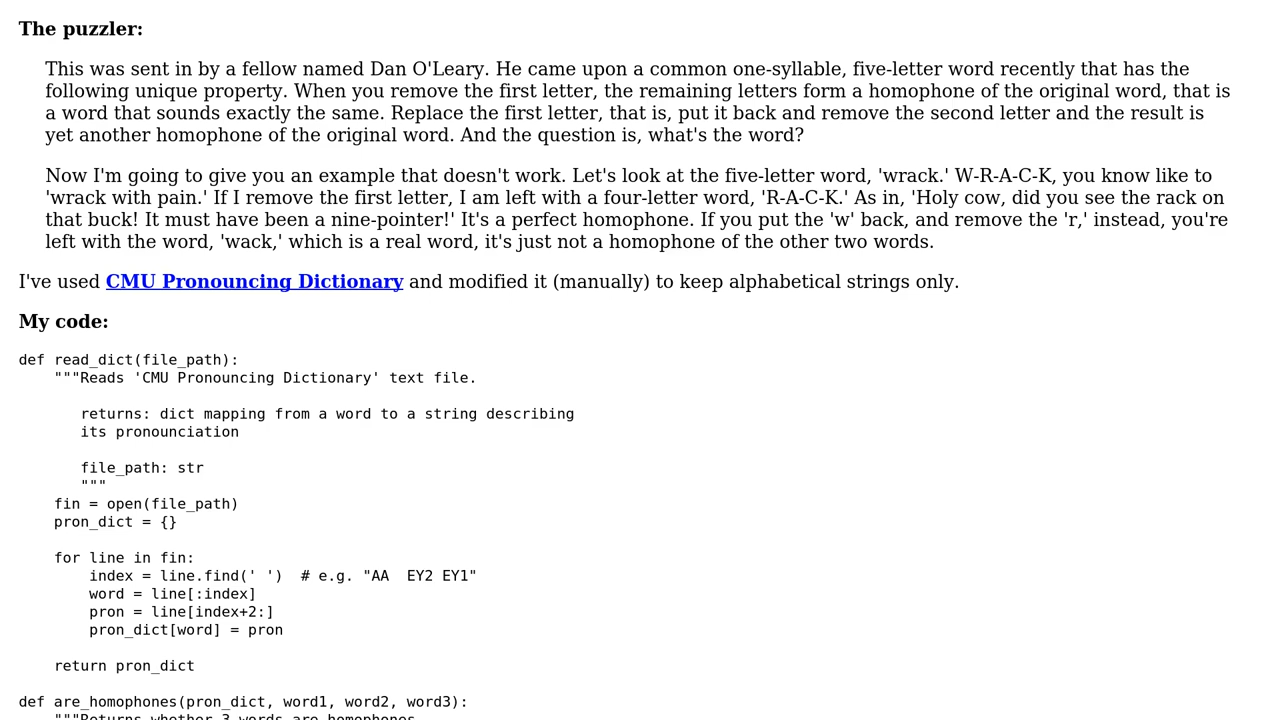 The puzzler:
This was sent in by a fellow named Dan O'Leary. He came upon a common one-syllable, five-letter word recently that has the
following unique property. When you remove the first letter, the remaining letters form a homophone of the original word, that is
a word that sounds exactly the same. Replace the first letter, that is, put it back and remove the second letter and the result is
yet another homophone of the original word. And the question is, what's the word?
Now I'm going to give you an example that doesn't work. Let's look at the five-letter word, 'wrack.' W-R-A-C-K, you know like to
'wrack with pain.' If I remove the first letter, I am left with a four-letter word, 'R-A-C-K.' As in, 'Holy cow, did you see the rack on
that buck! It must have been a nine-pointer!' It's a perfect homophone. If you put the 'w' back, and remove the 'r,' instead, you're
left with the word, 'wack,' which is a real word, it's just not a homophone of the other two words.
I've used CMU Pronouncing Dictionary and modified it (manually) to keep alphabetical strings only.
My code:
def read_dict(file_path):
    """Reads 'CMU Pronouncing Dictionary' text file.
       returns: dict mapping from a word to a string describing
       its pronounciation
       file_path: str
       """
    fin = open(file_path)
    pron_dict = {}
    for line in fin:
        index = line.find(' ')  # e.g. "AA  EY2 EY1"
        word = line[:index]
        pron = line[index+2:]
        pron_dict[word] = pron
    return pron_dict
def are_homophones(pron_dict, word1, word2, word3):
    """Returns whether 3 words are homophones